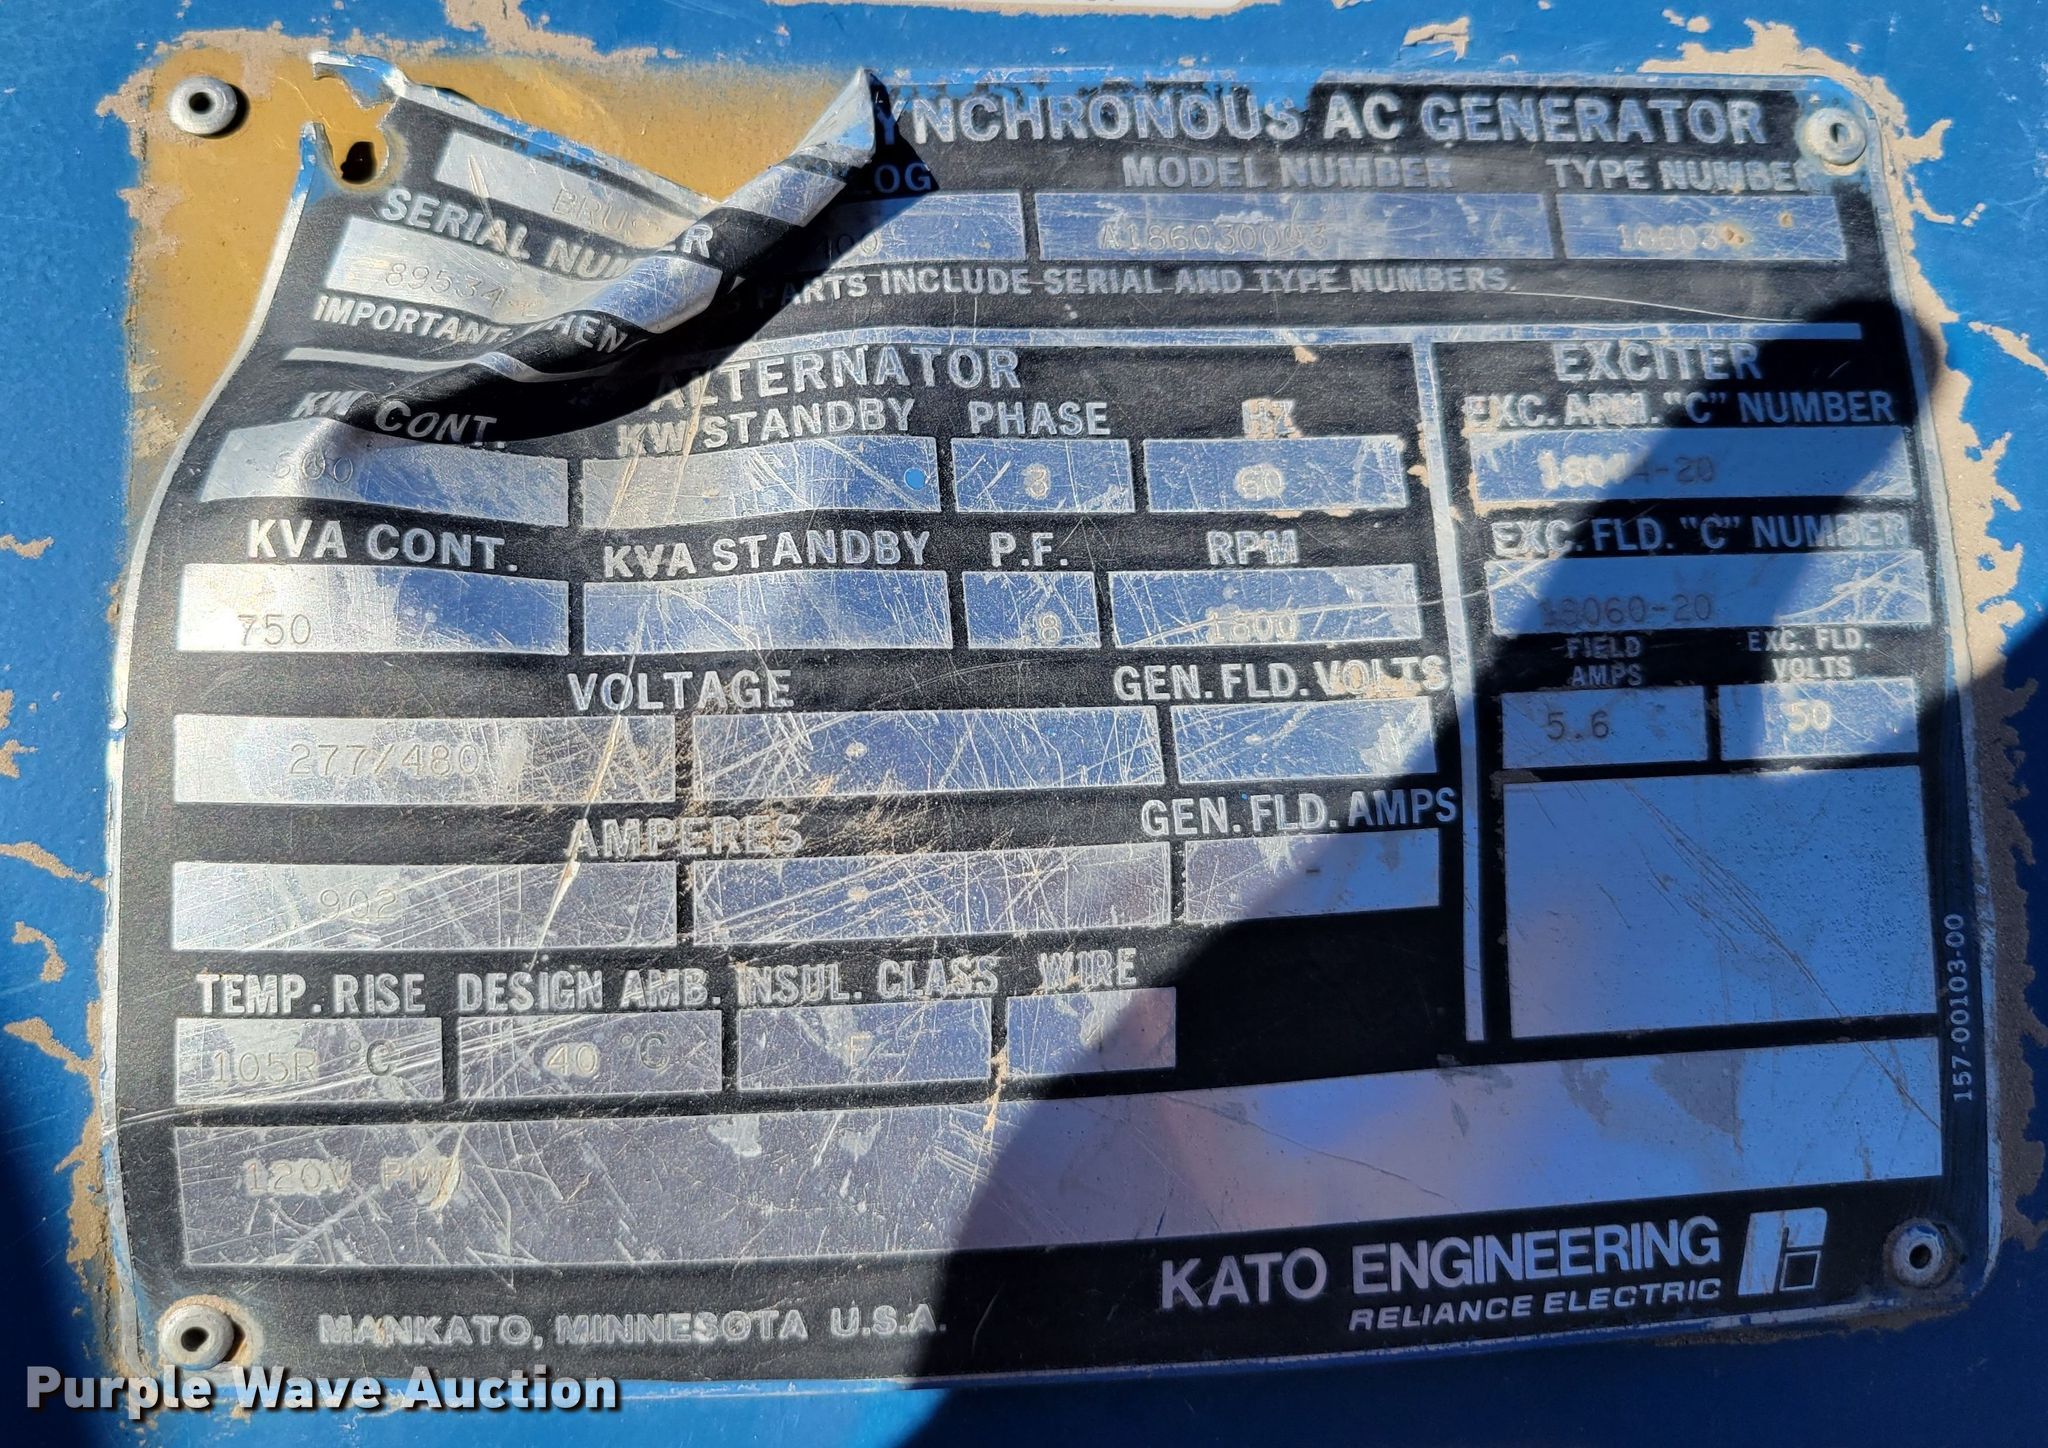 YNCHRONOUS AC GENERATOR
LOG MODEL NUMBER TYPE NUMBER
SERIAL NUM
IMPORTANT: PARTS INCLUDE SERIAL AND TYPE NUMBERS.
ALTERNATOR
KW CONT. KW STANDBY PHASE HZ
600 3 60
KVA CONT. KVA STANDBY P.F. RPM
750 .8 1800
VOLTAGE GEN. FLD. VOLTS
277/480
AMPERES GEN. FLD. AMPS
902
TEMP. RISE DESIGN AMB. INSUL. CLASS WIRE
105R °C 40 °C F
120V PMG
EXCITER
EXC. ARM. "C" NUMBER
EXC. FLD. "C" NUMBER
18060-20
FIELD AMPS EXC. FLD. VOLTS
5.6 50
157-00103-00
KATO ENGINEERING
RELIANCE ELECTRIC
MANKATO, MINNESOTA U.S.A.
Purple Wave Auction